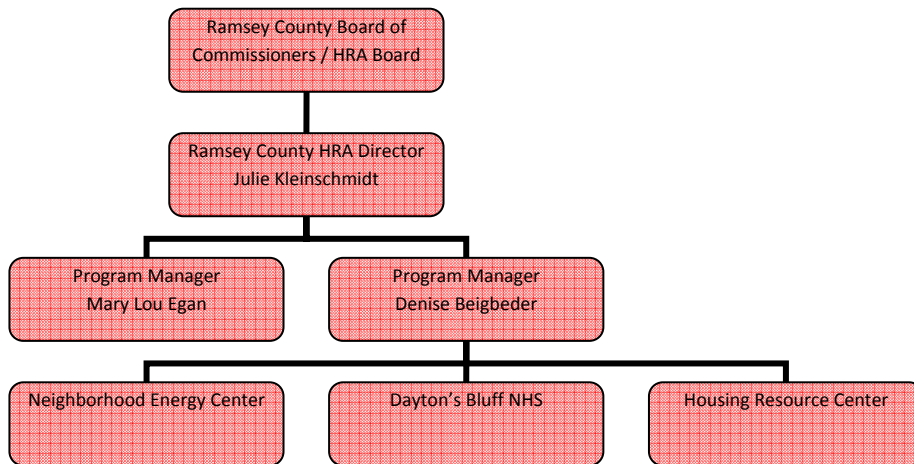 Ramsey County Board of
Commissioners / HRA Board
Ramsey County HRA Director
Julie Kleinschmidt
Program Manager
Mary Lou Egan
Program Manager
Denise Beigbeder
Neighborhood Energy Center
Dayton’s Bluff NHS
Housing Resource Center